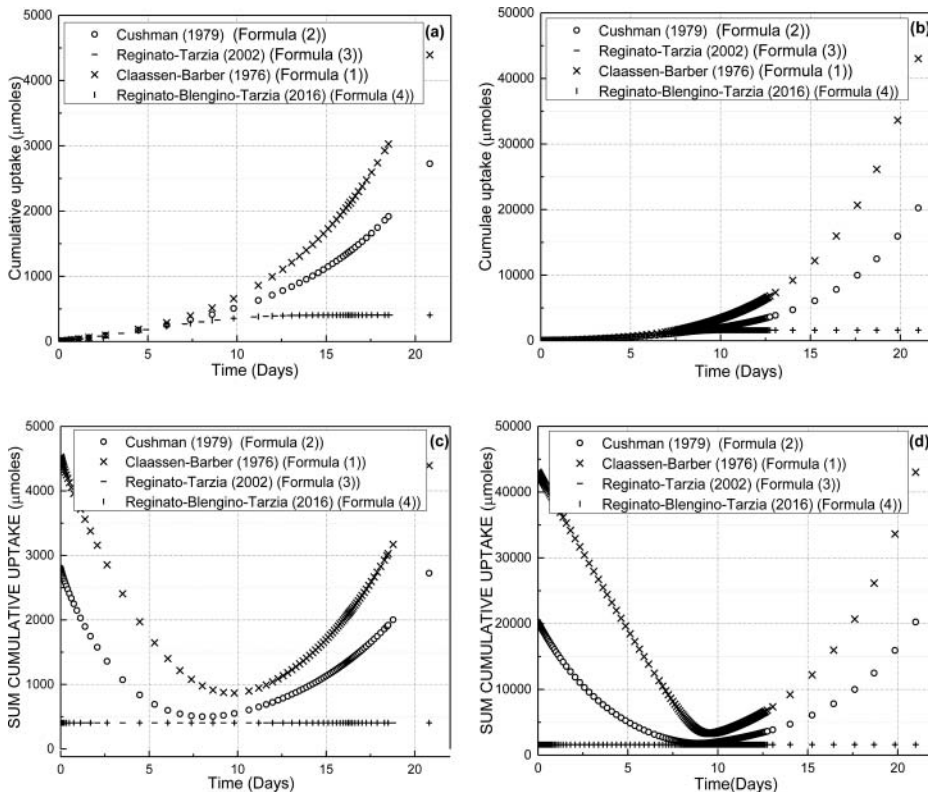 (a)
Cushman (1979) (Formula (2))
Reginato-Tarzia (2002) (Formula (3))
Claassen-Barber (1976) (Formula (1))
Reginato-Blengino-Tarzia (2016) (Formula (4))
Cumulative uptake (μmoles)
5000
4000
3000
2000
1000
0
0 5 10 15 20
Time (Days)
(b)
Cushman (1979) (Formula (2))
Reginato-Tarzia (2002) (Formula (3))
Claassen-Barber (1976) (Formula (1))
Reginato-Blengino-Tarzia (2016) (Formula (4))
Cumulae uptake (μmoles)
50000
40000
30000
20000
10000
0
0 5 10 15 20
Time (Days)
(c)
Cushman (1979) (Formula (2))
Claassen-Barber (1976) (Formula (1))
Reginato-Tarzia (2002) (Formula (3))
Reginato-Blengino-Tarzia (2016) (Formula (4))
SUM CUMULATIVE UPTAKE (μmoles)
5000
4000
3000
2000
1000
0
0 5 10 15 20
Time (Days)
(d)
Cushman (1979) (Formula (2))
Claassen-Barber (1976) (Formula (1))
Reginato-Tarzia (2002) (Formula (3))
Reginato-Blengino-Tarzia (2016) (Formula (4))
SUM CUMULATIVE UPTAKE (μmoles)
50000
40000
30000
20000
10000
0
0 5 10 15 20
Time(Days)